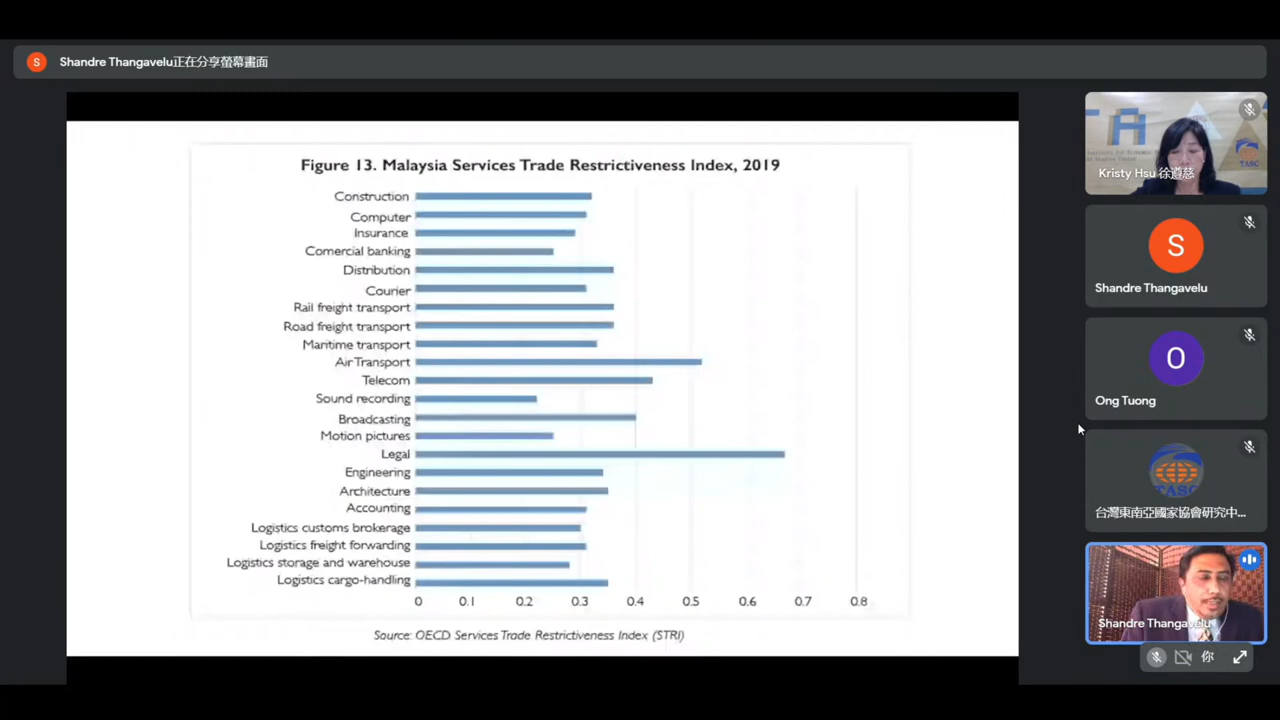 S
Shandre Thangavelu正在分享螢幕畫面
Figure 13. Malaysia Services Trade Restrictiveness Index, 2019
Construction
Computer
Insurance
Comercial banking
Distribution
Courier
Rail freight transport
Road freight transport
Maritime transport
Air Transport
Telecom
Sound recording
Broadcasting
Motion pictures
Legal
Engineering
Architecture
Accounting
Logistics customs brokerage
Logistics freight forwarding
Logistics storage and warehouse
Logistics cargo-handling
0 0.1 0.2 0.3 0.4 0.5 0.6 0.7 0.8
Source: OECD Services Trade Restrictiveness Index (STRI)
TASC
Kristy Hsu 徐遵慈
S
Shandre Thangavelu
O
Ong Tuong
TASC
台灣東南亞國家協會研究中...
Shandre Thangavelu
你